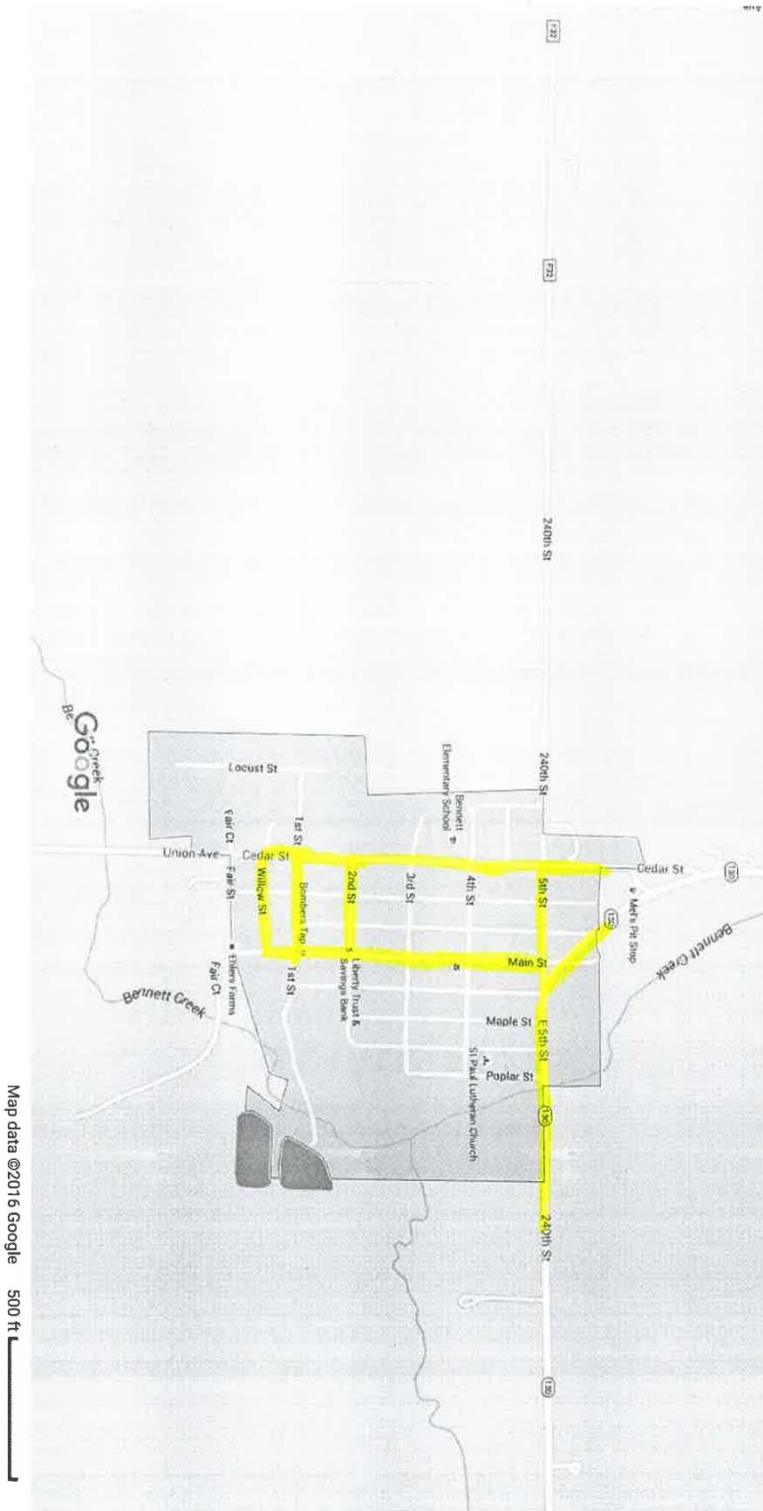 F32
F32
240th St
240th St
Cedar St
130
Mel's Pit Stop
130
Bennett Creek
Bennett
Elementary School
Locust St
1st St
Fair Ct
Union Ave
Cedar St
Fair St
Willow St
Bombers Tap
2nd St
3rd St
4th St
5th St
Main St
Liberty Trust &
Savings Bank
1st St
Ehlers Farms
Fair Ct
Bennett Creek
Maple St
E 5th St
St Paul Lutheran Church
Poplar St
130
240th St
130
Creek
Google
Map data ©2016 Google 500 ft